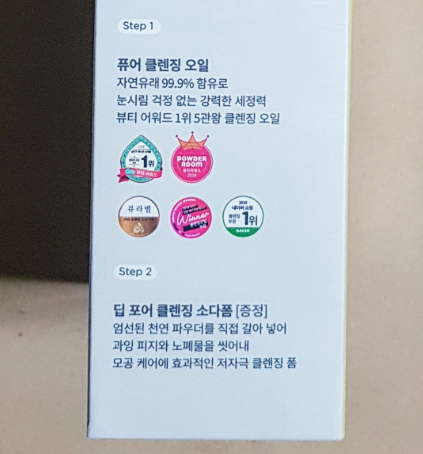 Step 1
퓨어 클렌징 오일
자연유래 99.9% 함유로
눈시림 걱정 없는 강력한 세정력
뷰티 어워드 1위 5관왕 클렌징 오일
1위
POWDER
ROOM
뷰라벨
Winner
1위
Step 2
딥 포어 클렌징 소다폼 [증정]
엄선된 천연 파우더를 직접 갈아 넣어
과잉 피지와 노폐물을 씻어내
모공 케어에 효과적인 저자극 클렌징 폼